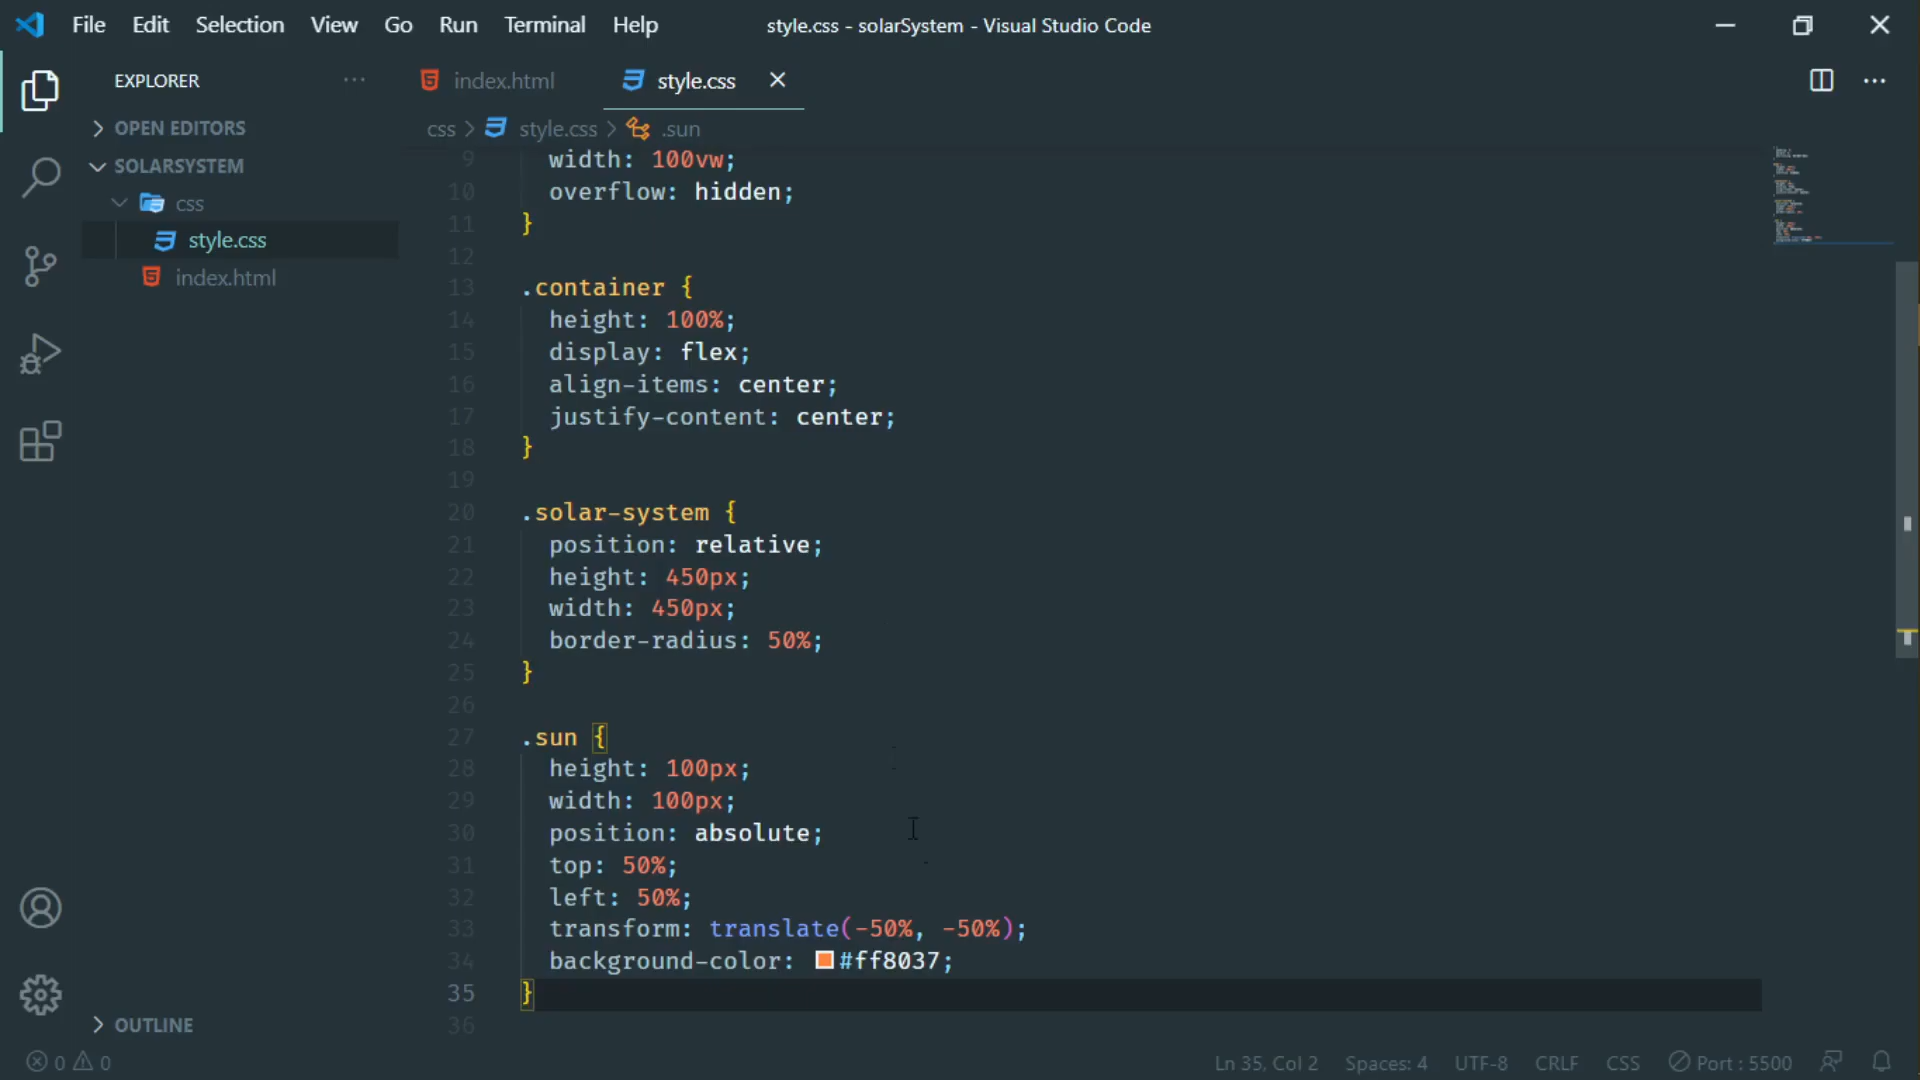 File Edit Selection View Go Run Terminal Help style.css - solarSystem - Visual Studio Code
EXPLORER
OPEN EDITORS
SOLARSYSTEM
css
style.css
index.html
OUTLINE
index.html style.css
css > style.css > .sun
9 width: 100vw;
10 overflow: hidden;
11 }
12
13 .container {
14 height: 100%;
15 display: flex;
16 align-items: center;
17 justify-content: center;
18 }
19
20 .solar-system {
21 position: relative;
22 height: 450px;
23 width: 450px;
24 border-radius: 50%;
25 }
26
27 .sun {
28 height: 100px;
29 width: 100px;
30 position: absolute;
31 top: 50%;
32 left: 50%;
33 transform: translate(-50%, -50%);
34 background-color: #ff8037;
35 }
36
0 0 Ln 35, Col 2 Spaces: 4 UTF-8 CRLF CSS Port : 5500